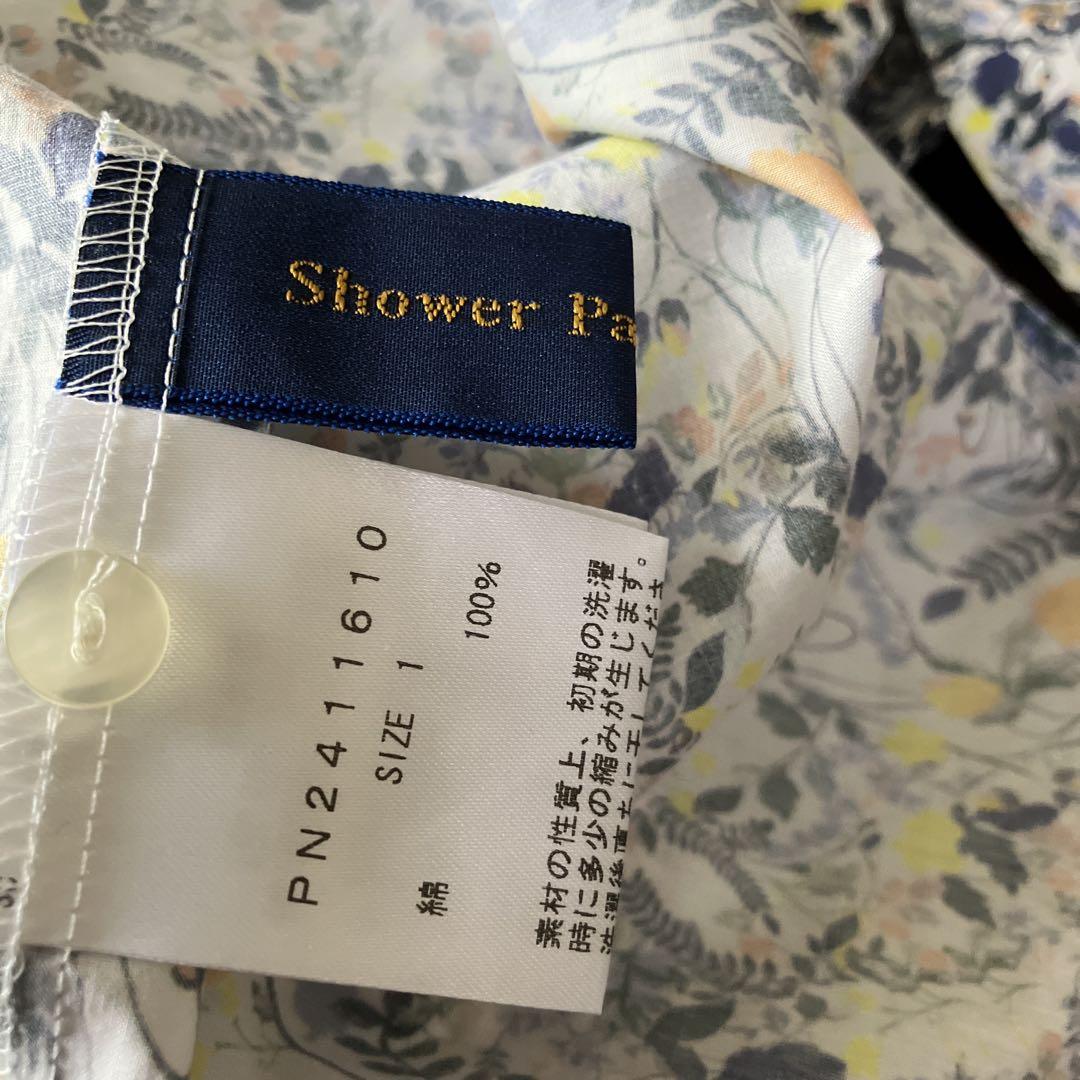 Shower Pa
PN2411610
SIZE 1
綿 100%
素材の性質上、初期の洗濯
時に多少の縮みが生じます。